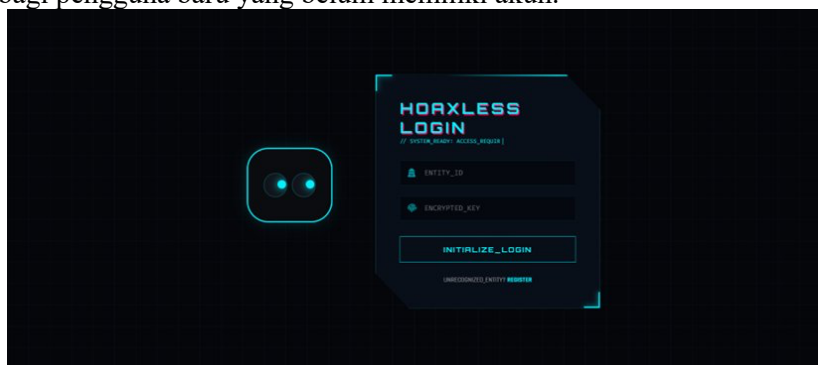 bagi pengguna baru yang belum memiliki akun.
HOAXLESS
LOGIN
// SYSTEM_READY: ACCESS_REQUIR|
ENTITY_ID
ENCRYPTED_KEY
INITIALIZE_LOGIN
UNRECOGNIZED_ENTITY? REGISTER